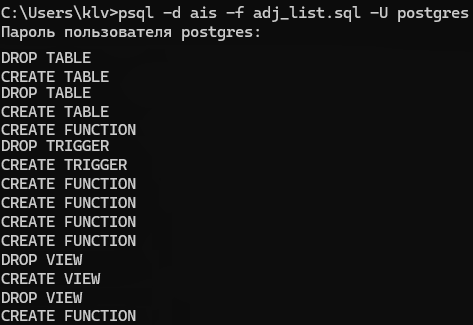 C:\Users\klv>psql -d ais -f adj_list.sql -U postgres
Пароль пользователя postgres:
DROP TABLE
CREATE TABLE
DROP TABLE
CREATE TABLE
CREATE FUNCTION
DROP TRIGGER
CREATE TRIGGER
CREATE FUNCTION
CREATE FUNCTION
CREATE FUNCTION
CREATE FUNCTION
DROP VIEW
CREATE VIEW
DROP VIEW
CREATE FUNCTION